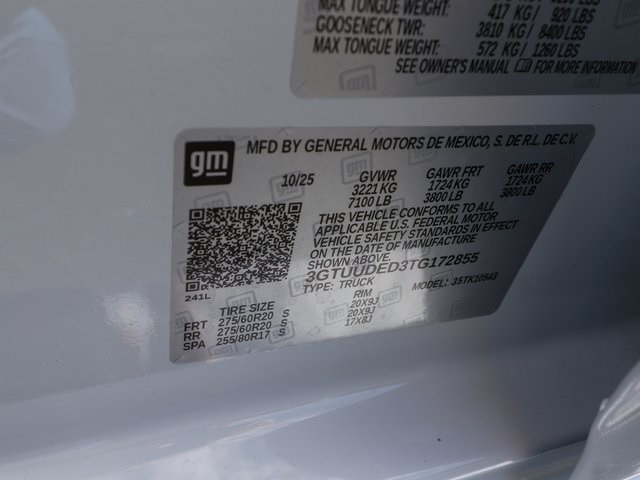 MAX TONGUE WEIGHT:
417 KG/ 920 LBS
GOOSENECK TWR:
3810 KG/ 8400 LBS
MAX TONGUE WEIGHT:
572 KG/ 1260 LBS
SEE OWNER'S MANUAL FOR MORE INFORMATION
gm
MFD BY GENERAL MOTORS DE MEXICO, S. DE R.L. DE C.V.
10/25 GVWR GAWR FRT GAWR RR
3221 KG 1724 KG 1724 KG
7100 LB 3800 LB 3800 LB
THIS VEHICLE CONFORMS TO ALL
APPLICABLE U.S. FEDERAL MOTOR
VEHICLE SAFETY STANDARDS IN EFFECT
ON THE DATE OF MANUFACTURE
SHOWN ABOVE.
3GTUUDED3TG172855
TYPE: TRUCK MODEL: 35TK10543
241L
TIRE SIZE RIM
FRT 275/60R20 S 20X9J
RR 275/60R20 S 20X9J
SPA 255/80R17 S 17X8J